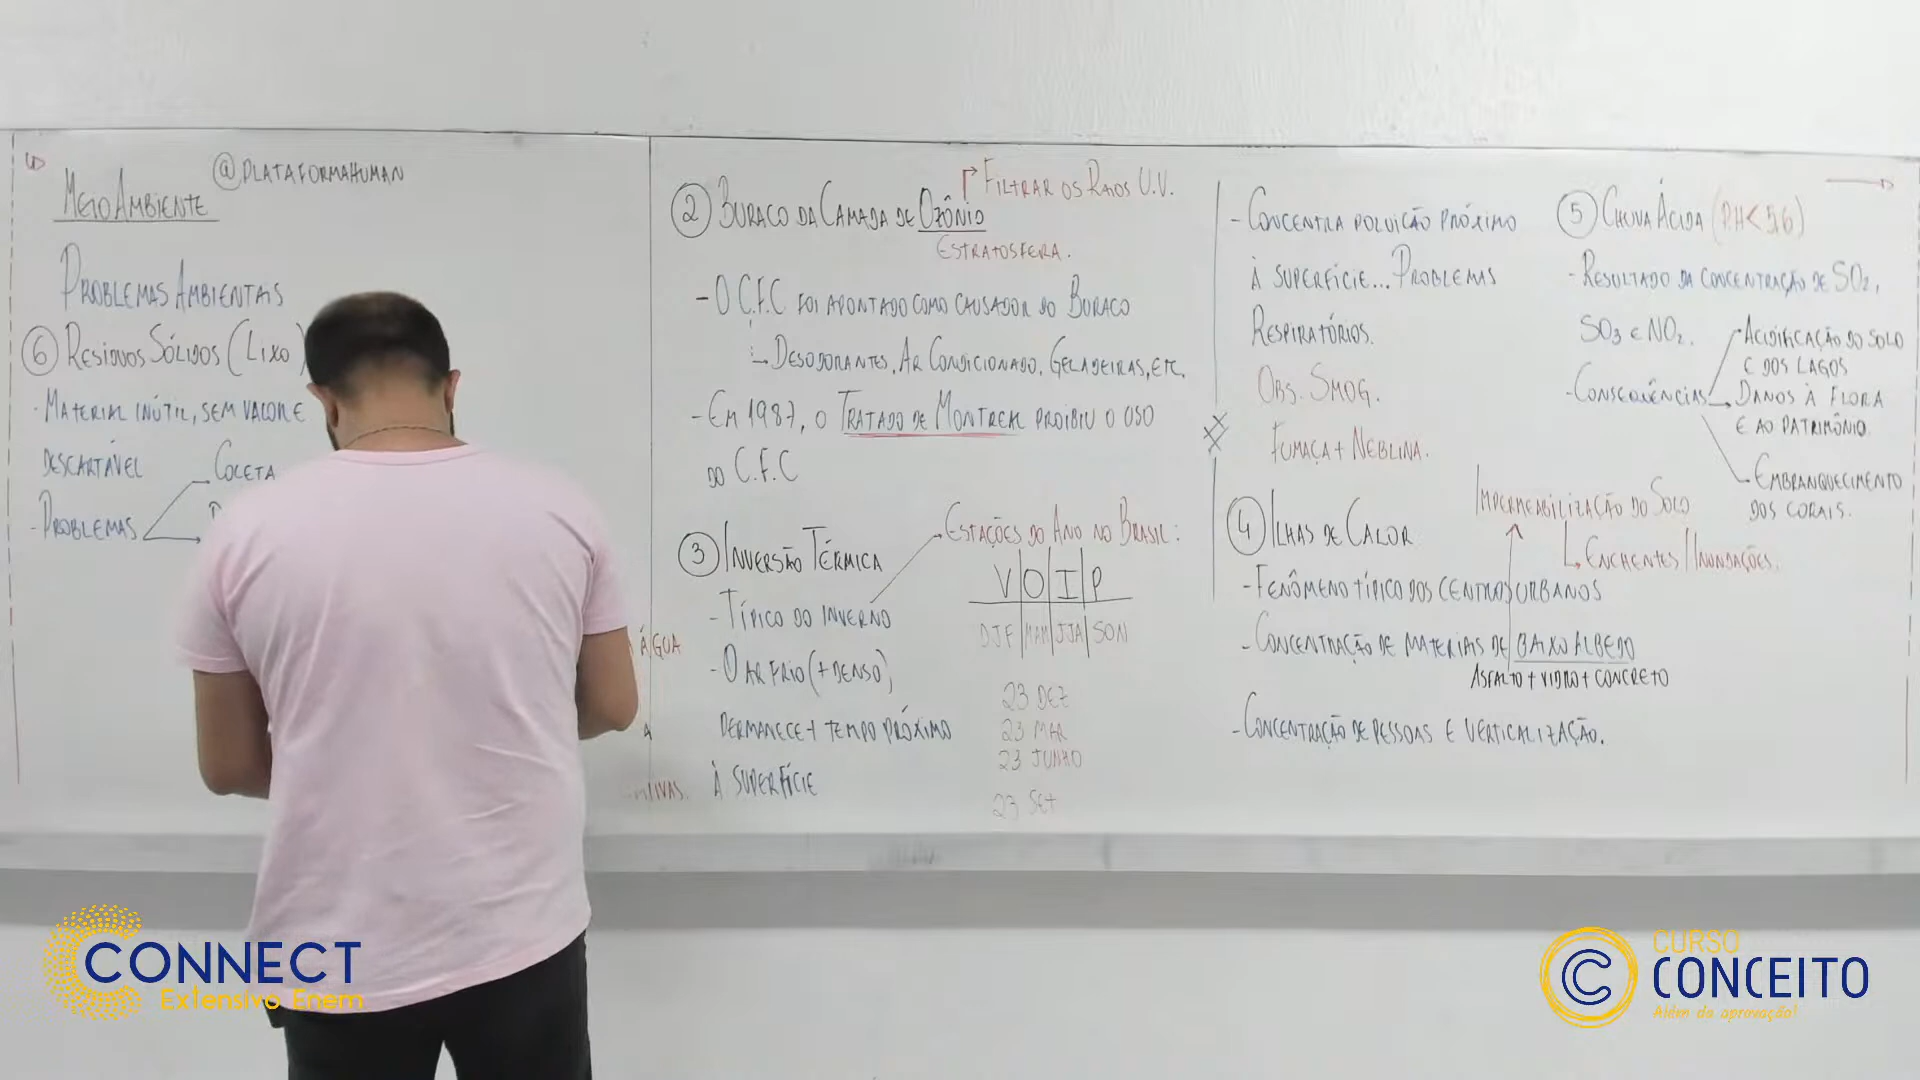 @PLATAFORMAHUMAN
MEIO AMBIENTE
PROBLEMAS AMBIENTAIS
6 RESÍDUOS SÓLIDOS (LIXO
- MATERIAL INÚTIL, SEM VALOR E
DESCARTÁVEL
COLETA
- PROBLEMAS
ÁGUA
2 BURACO DA CAMADA DE OZÔNIO
FILTRAR OS RAIOS U.V.
ESTRATOSFERA.
- O C.F.C FOI APONTADO COMO CAUSADOR DO BURACO
DESODORANTES, AR CONDICIONADO, GELADEIRAS, ETC.
- EM 1987, O TRATADO DE MONTREAL PROIBIU O USO
DO C.F.C
3 INVERSÃO TÉRMICA
ESTAÇÕES DO ANO NO BRASIL:
V O I P
DJF MAM JJA SON
- TÍPICO DO INVERNO
- O AR FRIO (+ DENSO)
PERMANECE + TEMPO PRÓXIMO
À SUPERFÍCIE
23 DEZ
23 MAR
23 JUNHO
23 SET
- CONCENTRA POLUIÇÃO PRÓXIMO
À SUPERFÍCIE... PROBLEMAS
RESPIRATÓRIOS.
OBS. SMOG.
FUMAÇA + NEBLINA.
4 ILHAS DE CALOR
IMPERMEABILIZAÇÃO DO SOLO
ENCHENTES / INUNDAÇÕES.
- FENÔMENO TÍPICO DOS CENTROS URBANOS
- CONCENTRAÇÃO DE MATERIAIS DE BAIXO ALBEDO
ASFALTO + VIDRO + CONCRETO
- CONCENTRAÇÃO DE PESSOAS E VERTICALIZAÇÃO.
5 CHUVA ÁCIDA (PH < 5,6)
- RESULTADO DA CONCENTRAÇÃO DE SO2,
SO3 E NO2.
- CONSEQUÊNCIAS
ACIDIFICAÇÃO DO SOLO
E DOS LAGOS
DANOS À FLORA
E AO PATRIMÔNIO.
EMBRANQUECIMENTO
DOS CORAIS.
CONNECT
Extensivo Enem
CURSO
CONCEITO
Além da aprovação!